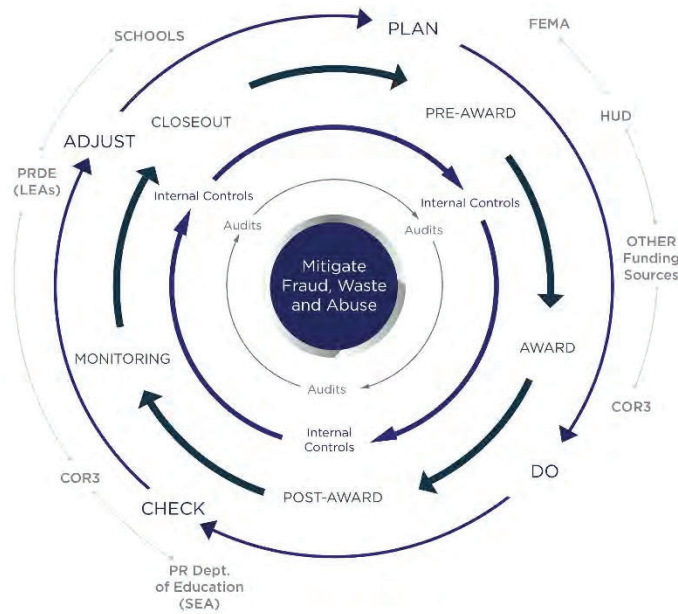 SCHOOLS
PLAN
FEMA
CLOSEOUT
PRE-AWARD
HUD
ADJUST
PRDE
(LEAs)
Internal Controls
Internal Controls
Audits
Audits
Mitigate
Fraud, Waste
and Abuse
OTHER
Funding
Sources
MONITORING
AWARD
Audits
COR3
Internal
Controls
COR3
DO
POST-AWARD
CHECK
PR Dept.
of Education
(SEA)